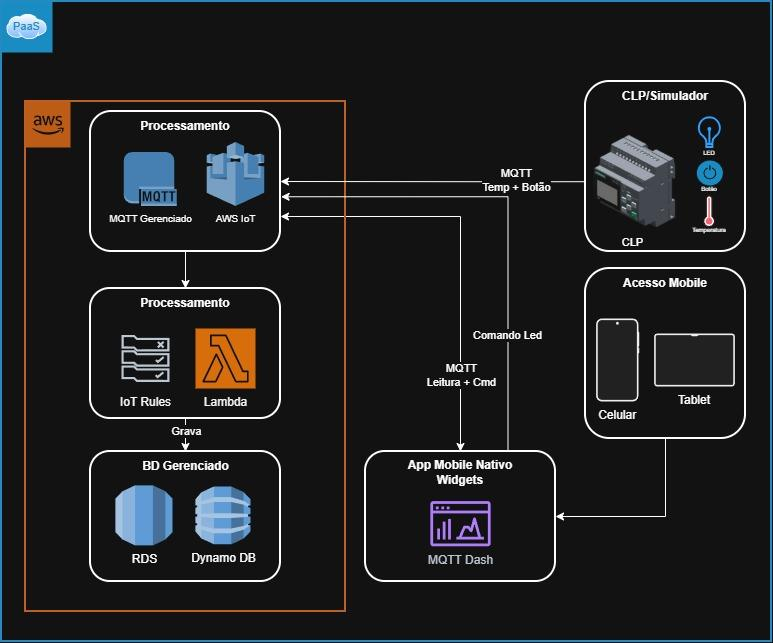 PaaS
aws
Processamento
MQTT
MQTT Gerenciado
AWS IoT
Processamento
IoT Rules
Lambda
Grava
BD Gerenciado
RDS
Dynamo DB
MQTT
Temp + Botão
Comando Led
MQTT
Leitura + Cmd
App Mobile Nativo
Widgets
MQTT Dash
CLP/Simulador
LED
Botão
Temperatura
CLP
Acesso Mobile
Celular
Tablet